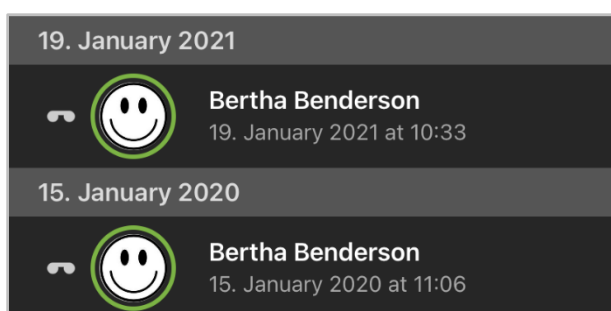 19. January 2021
Bertha Benderson
19. January 2021 at 10:33
15. January 2020
Bertha Benderson
15. January 2020 at 11:06